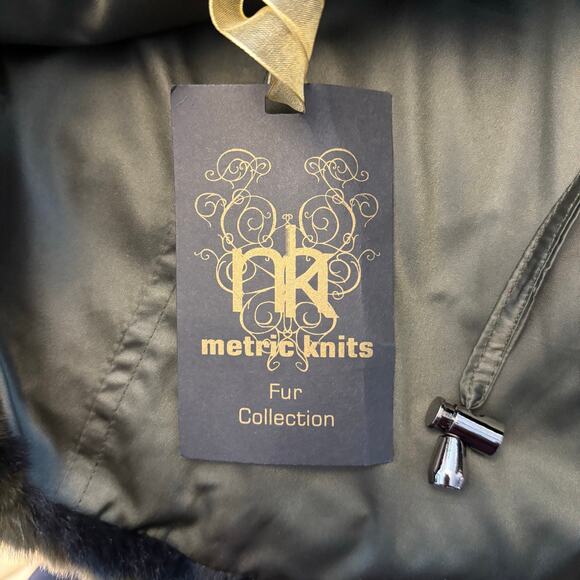 mk
metric knits
Fur
Collection